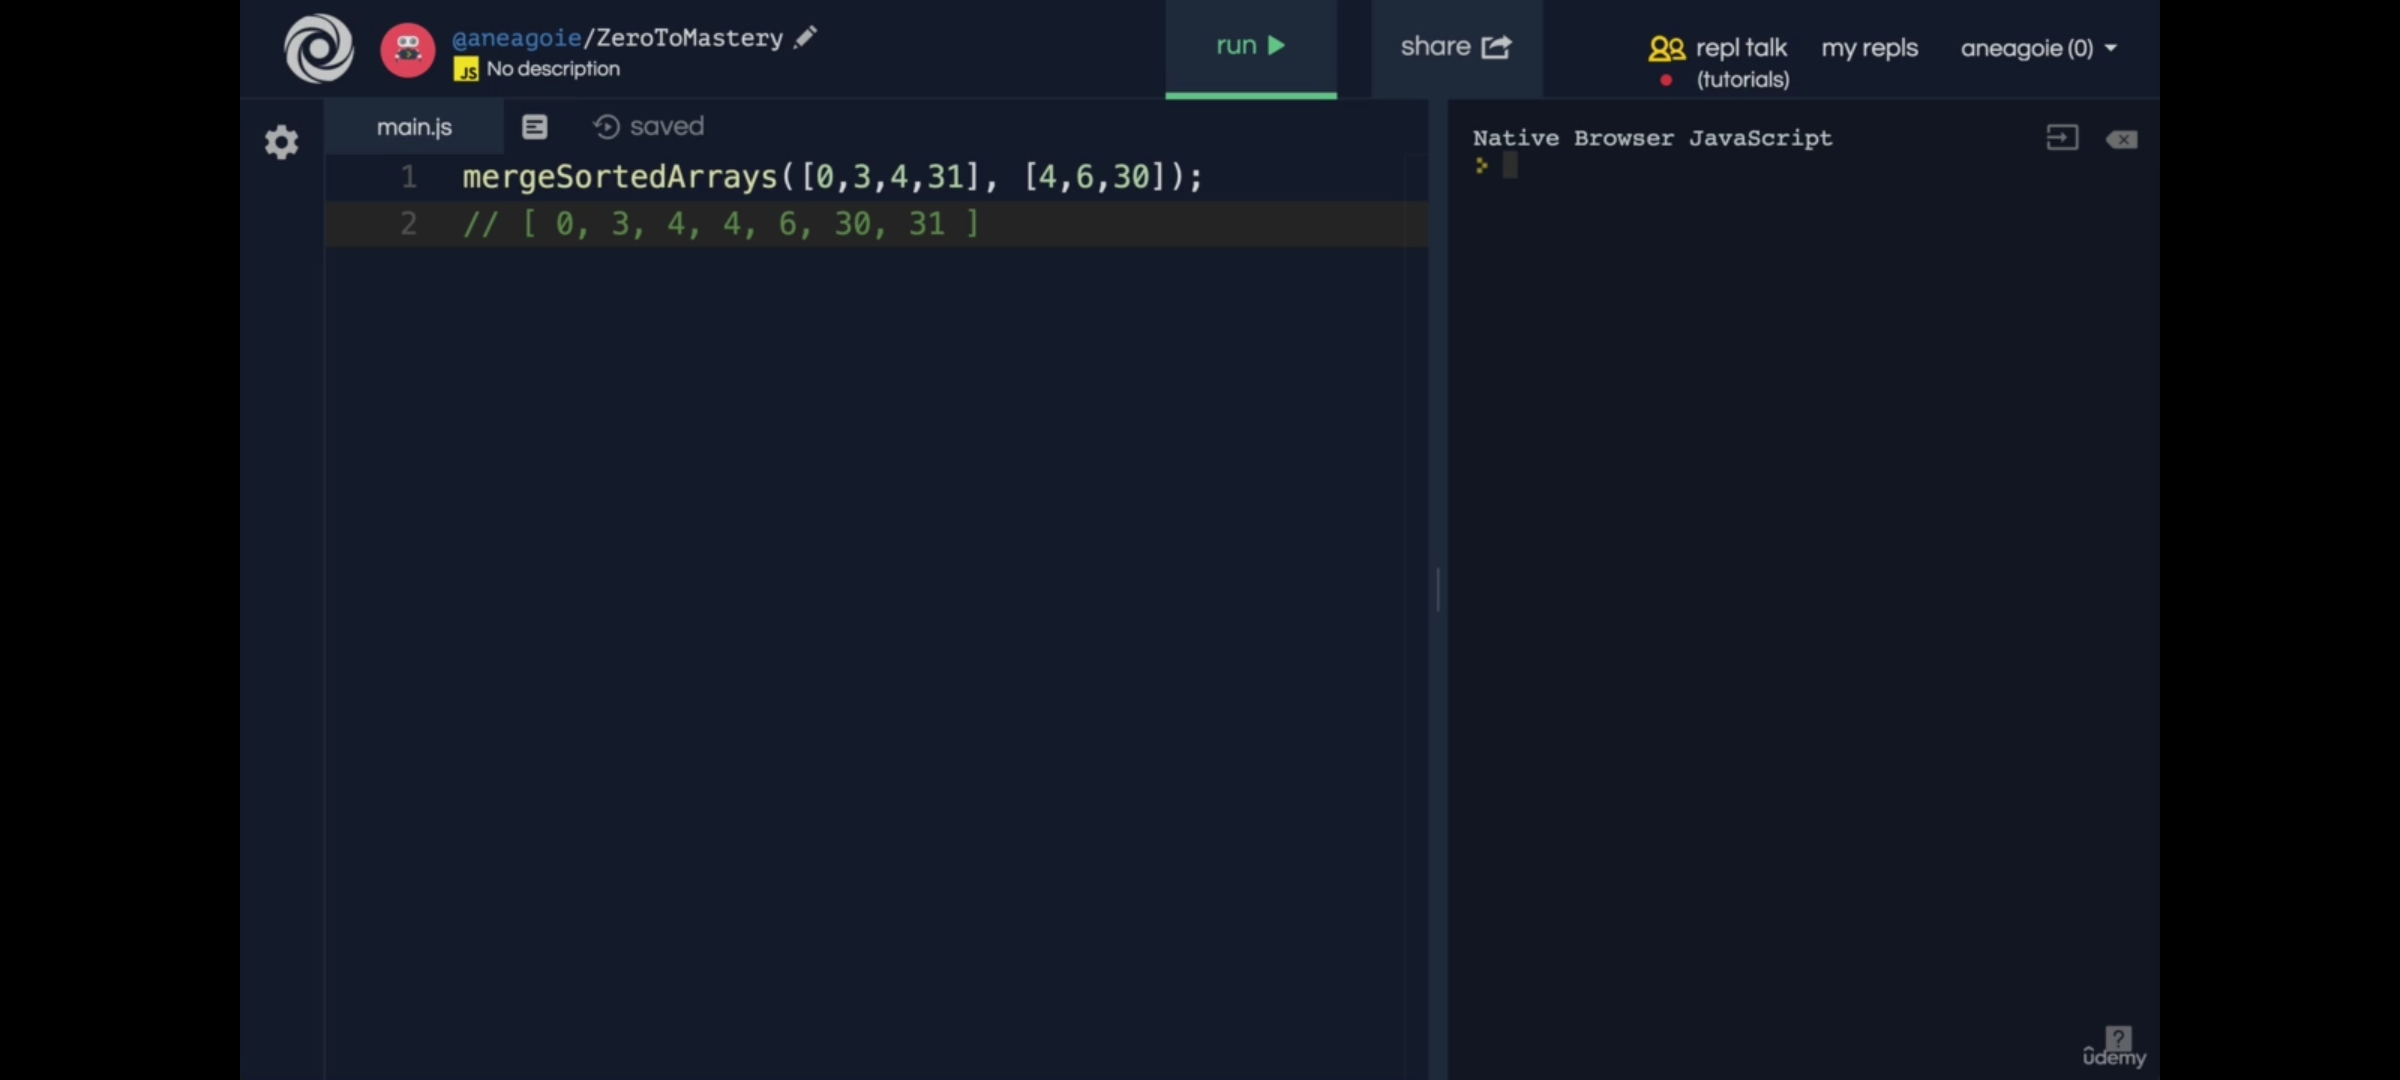 @aneagoie/ZeroToMastery
JS No description
run
share
repl talk
(tutorials)
my repls
aneagoie (0)
main.js
saved
1 mergeSortedArrays([0,3,4,31], [4,6,30]);
2 // [ 0, 3, 4, 4, 6, 30, 31 ]
Native Browser JavaScript
>
?
ûdemy